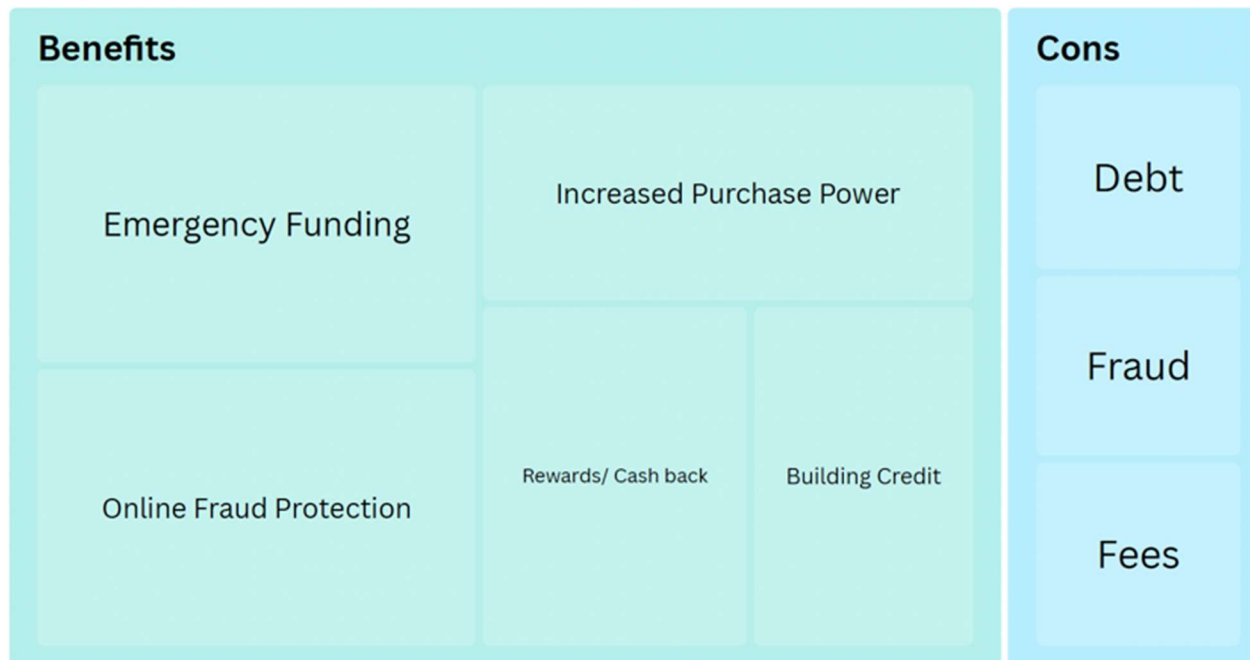 Benefits
Emergency Funding
Increased Purchase Power
Online Fraud Protection
Rewards/ Cash back
Building Credit
Cons
Debt
Fraud
Fees